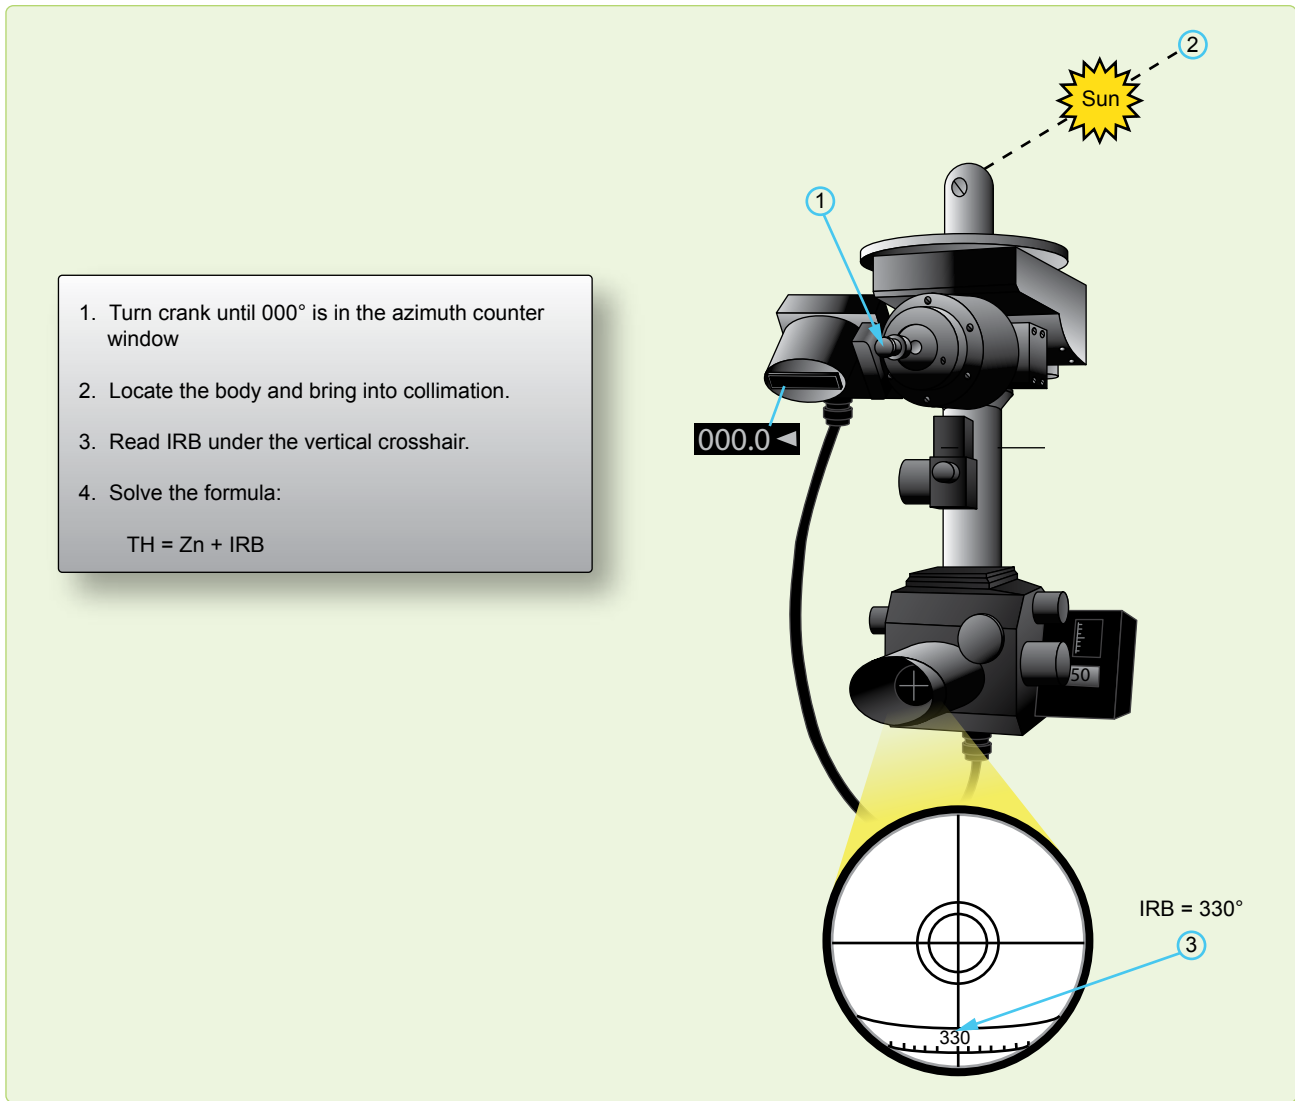 1. Turn crank until 000° is in the azimuth counter
window
2. Locate the body and bring into collimation.
3. Read IRB under the vertical crosshair.
4. Solve the formula:
TH = Zn + IRB
2
Sun
1
000.0
50
IRB = 330°
3
330